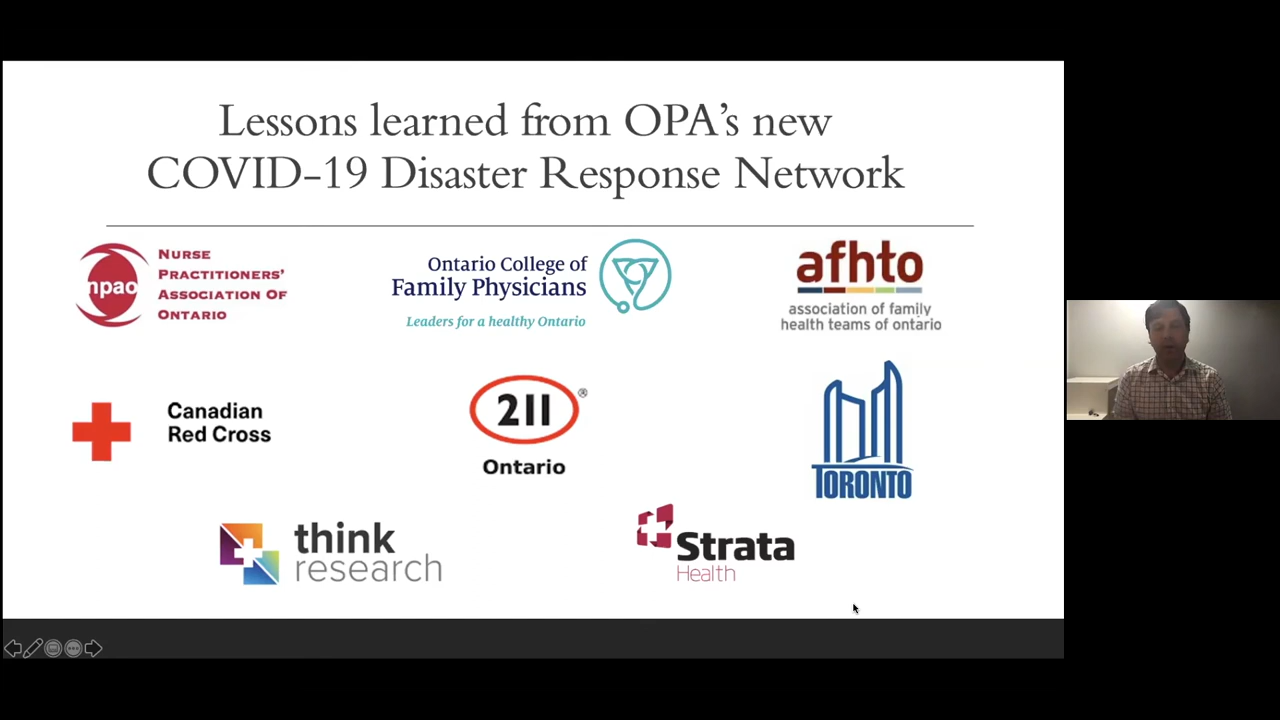 Lessons learned from OPA's new
COVID-19 Disaster Response Network
npao
NURSE
PRACTITIONERS'
ASSOCIATION OF
ONTARIO
Ontario College of
Family Physicians
Leaders for a healthy Ontario
afhto
association of family
health teams of ontario
Canadian
Red Cross
211®
Ontario
TORONTO
think
research
Strata
Health